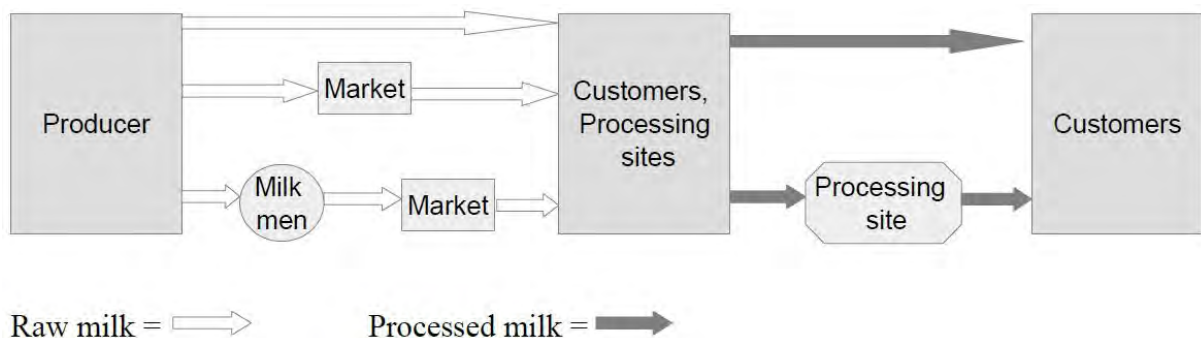 Producer
Market
Milk
men
Market
Customers,
Processing
sites
Processing
site
Customers
Raw milk =
Processed milk =